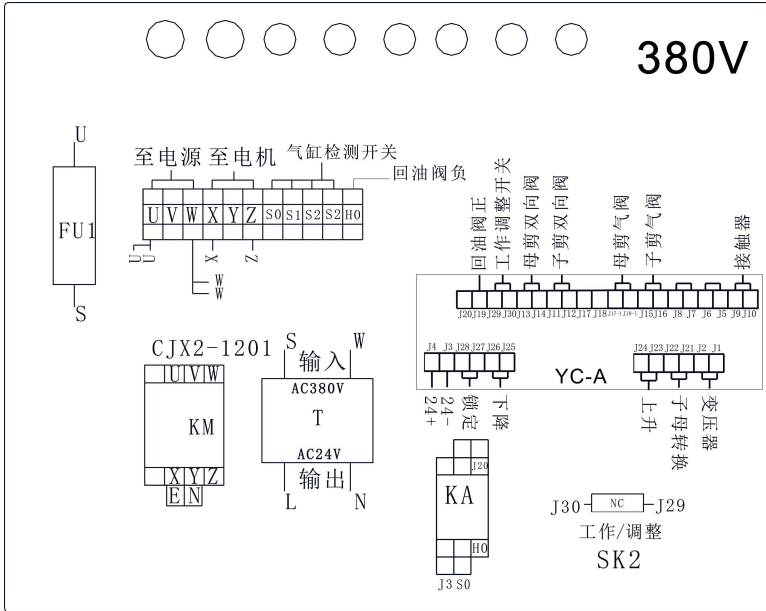 380V
U
FU1
S
至电源
至电机
气缸检测开关
回油阀负
U V W X Y Z S0 S1 S2 S2 H0
U
U
W
W
X
Z
回油阀正
工作调整开关
母剪双向阀
子剪双向阀
母剪气阀
子剪气阀
接触器
J20 J19 J29 J30 J13 J14 J11 J12 J17 J18 J17-1 J18-1 J15 J16 J8 J7 J6 J5 J9 J10
J4 J3 J28 J27 J26 J25
YC-A
J24 J23 J22 J21 J2 J1
24+
24-
锁定
下降
上升
子母转换
变压器
CJX2-1201
U V W
KM
X Y Z
E N
S
W
输入
AC380V
T
AC24V
输出
L
N
J20
KA
H0
J3 S0
J30
NC
J29
工作/调整
SK2